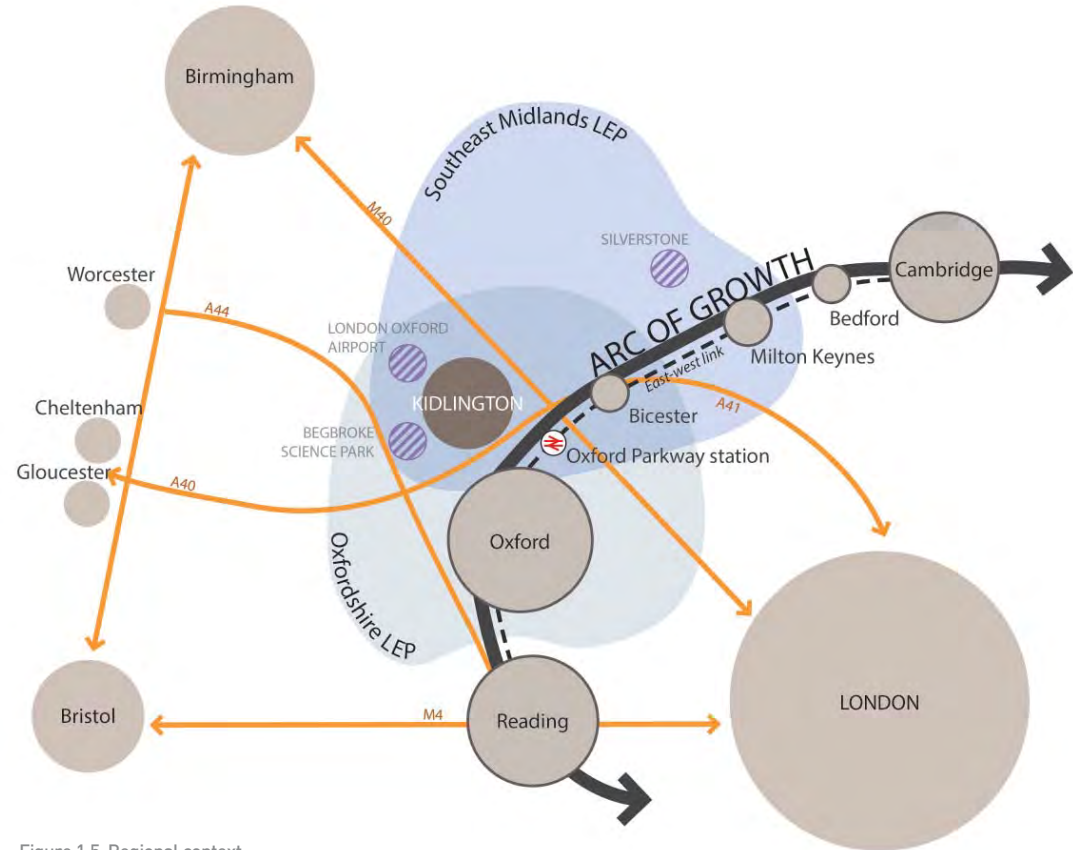 Birmingham
Southeast Midlands LEP
M40
SILVERSTONE
Worcester
A44
Cambridge
ARC OF GROWTH
LONDON OXFORD
AIRPORT
Bedford
Milton Keynes
East-west link
KIDLINGTON
Cheltenham
A41
Bicester
BEGBROKE
SCIENCE PARK
Oxford Parkway station
Gloucester
A40
Oxford
Oxfordshire LEP
LONDON
Bristol
M4
Reading
Figure 1.5 Regional context